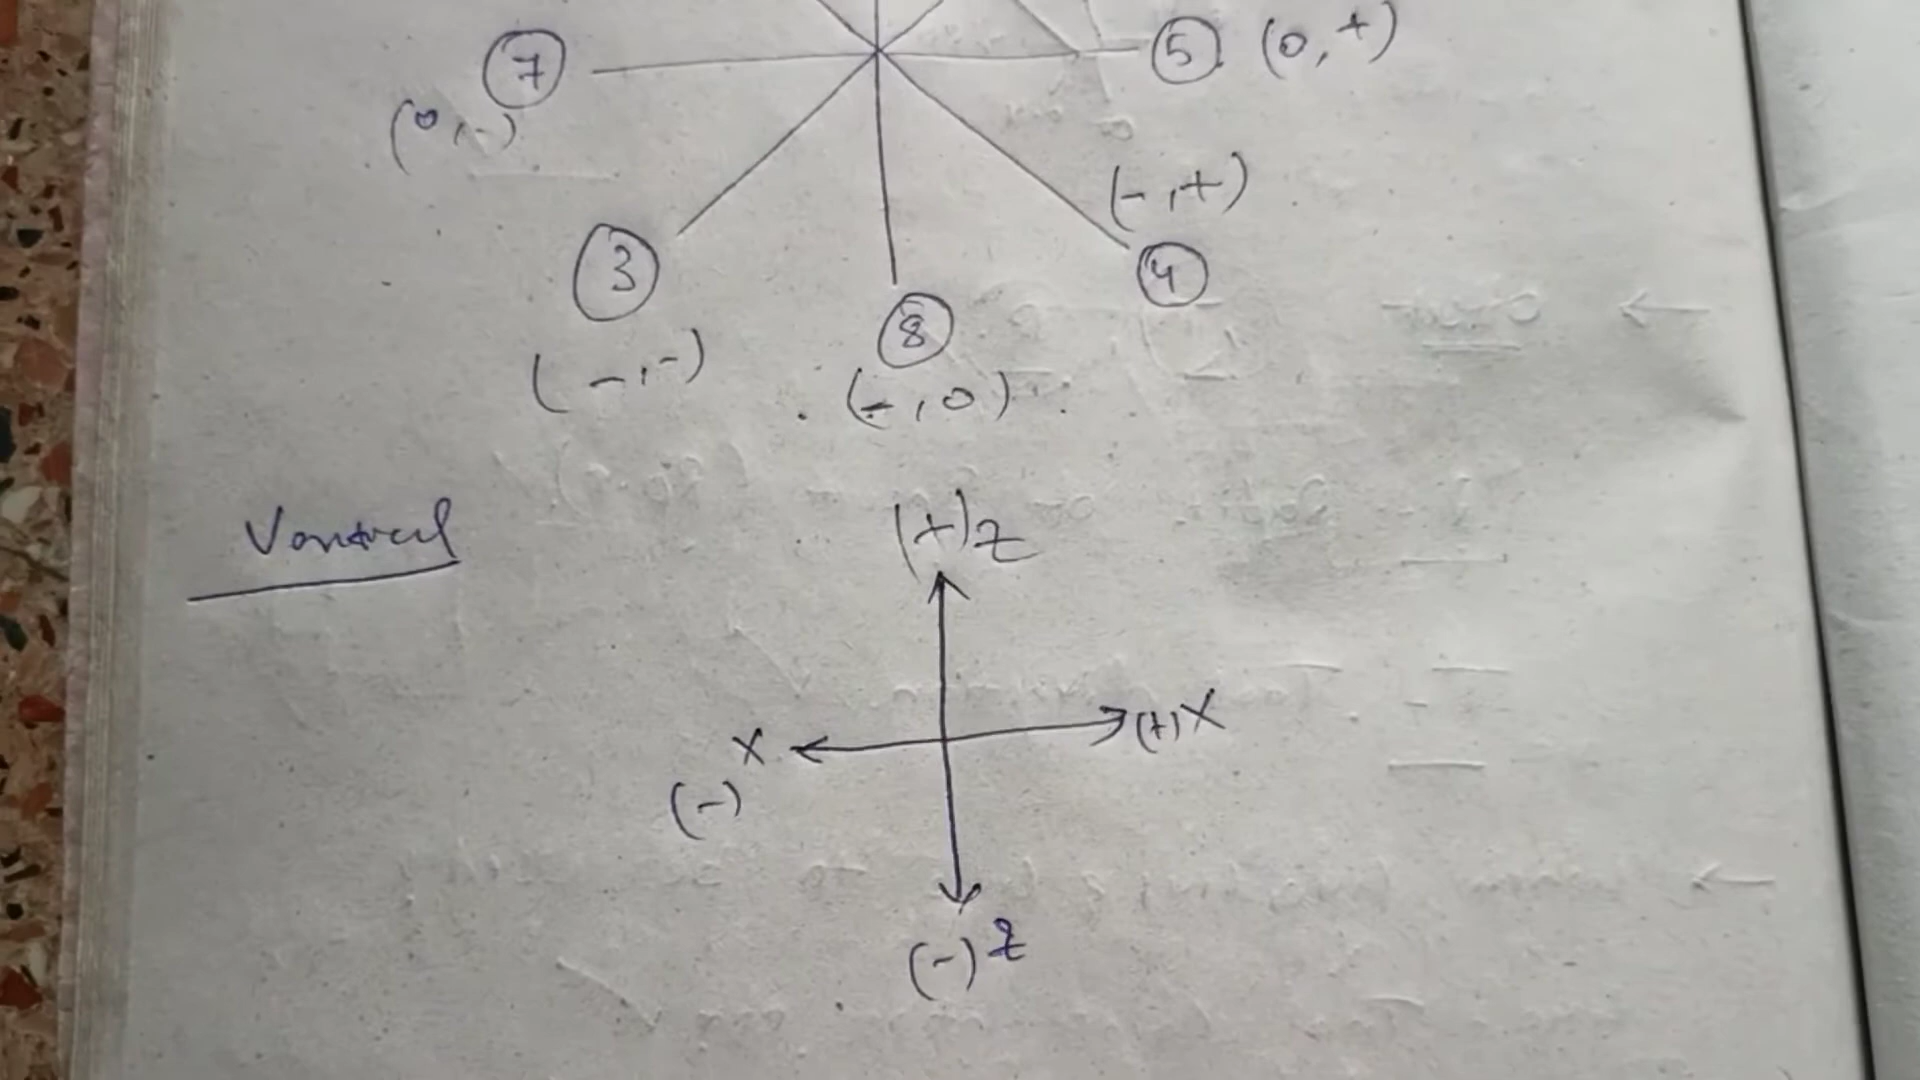 7
5 (0,+)
(0,-)
(-,+)
3
4
8
(-,-)
(-,0)
(+)Z
X
(+)X
(-)
(-)Z